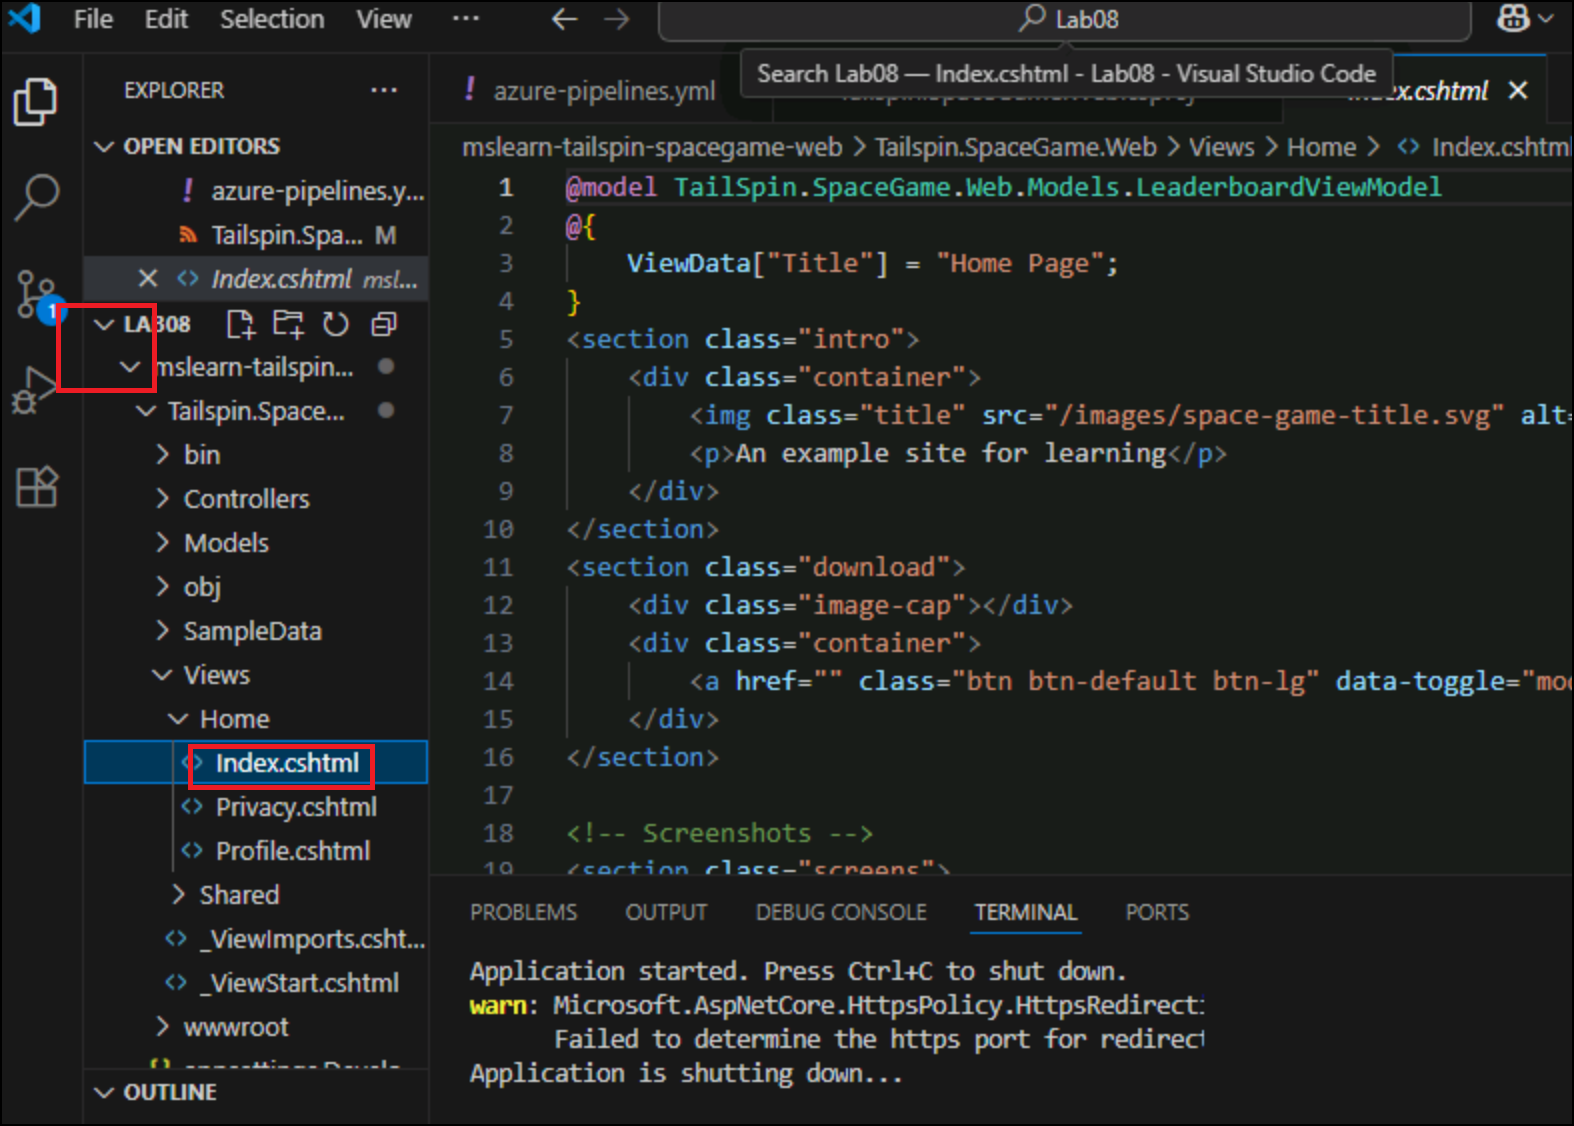 File Edit Selection View ··· Lab08
Search Lab08 — Index.cshtml - Lab08 - Visual Studio Code
EXPLORER ···
! azure-pipelines.yml
Index.cshtml
OPEN EDITORS
! azure-pipelines.y...
Tailspin.Spa... M
Index.cshtml msl...
1
LAB08
mslearn-tailspin...
Tailspin.Space...
bin
Controllers
Models
obj
SampleData
Views
Home
Index.cshtml
Privacy.cshtml
Profile.cshtml
Shared
_ViewImports.csht...
_ViewStart.cshtml
wwwroot
OUTLINE
mslearn-tailspin-spacegame-web > Tailspin.SpaceGame.Web > Views > Home > <> Index.cshtml
1 @model TailSpin.SpaceGame.Web.Models.LeaderboardViewModel
2 @{
3 ViewData["Title"] = "Home Page";
4 }
5 <section class="intro">
6 <div class="container">
7 <img class="title" src="/images/space-game-title.svg" alt=
8 <p>An example site for learning</p>
9 </div>
10 </section>
11 <section class="download">
12 <div class="image-cap"></div>
13 <div class="container">
14 <a href="" class="btn btn-default btn-lg" data-toggle="mo
15 </div>
16 </section>
17
18 <!-- Screenshots -->
19 <section class="screens">
PROBLEMS OUTPUT DEBUG CONSOLE TERMINAL PORTS
Application started. Press Ctrl+C to shut down.
warn: Microsoft.AspNetCore.HttpsPolicy.HttpsRedirect
Failed to determine the https port for redirect
Application is shutting down...